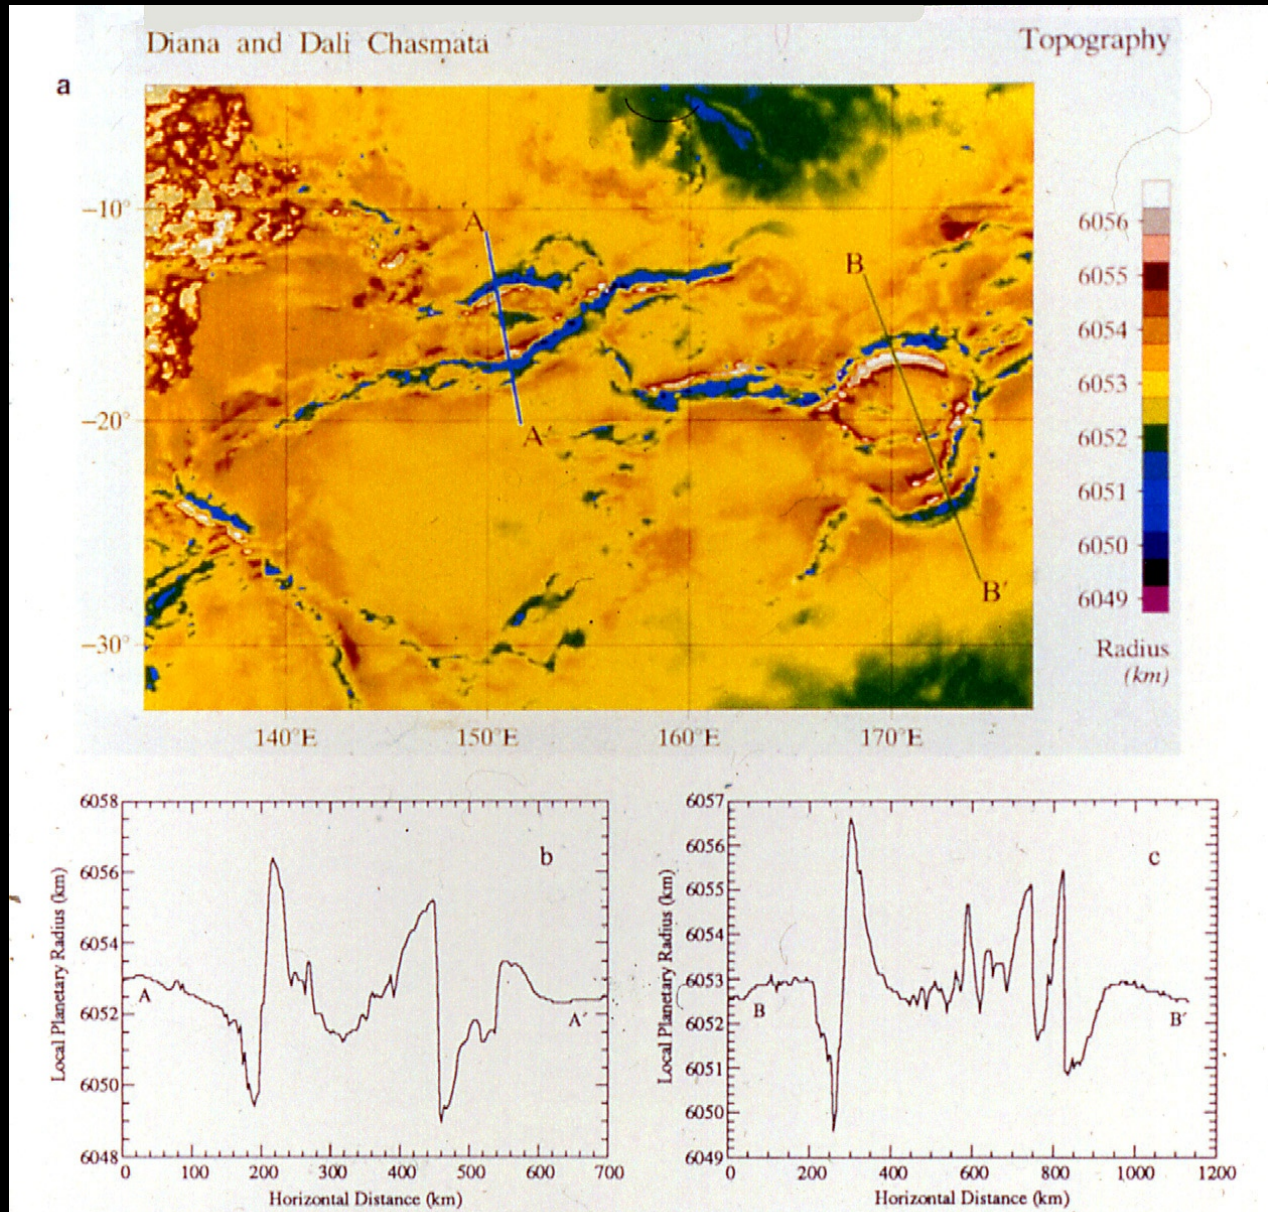 Diana and Dali Chasmata
Topography
a
−10°
−20°
−30°
140°E
150°E
160°E
170°E
A
A′
B
B′
6056
6055
6054
6053
6052
6051
6050
6049
Radius
(km)
b
6058
6056
6054
6052
6050
6048
Local Planetary Radius (km)
A
A′
0 100 200 300 400 500 600 700
Horizontal Distance (km)
c
6057
6056
6055
6054
6053
6052
6051
6050
6049
Local Planetary Radius (km)
B
B′
0 200 400 600 800 1000 1200
Horizontal Distance (km)